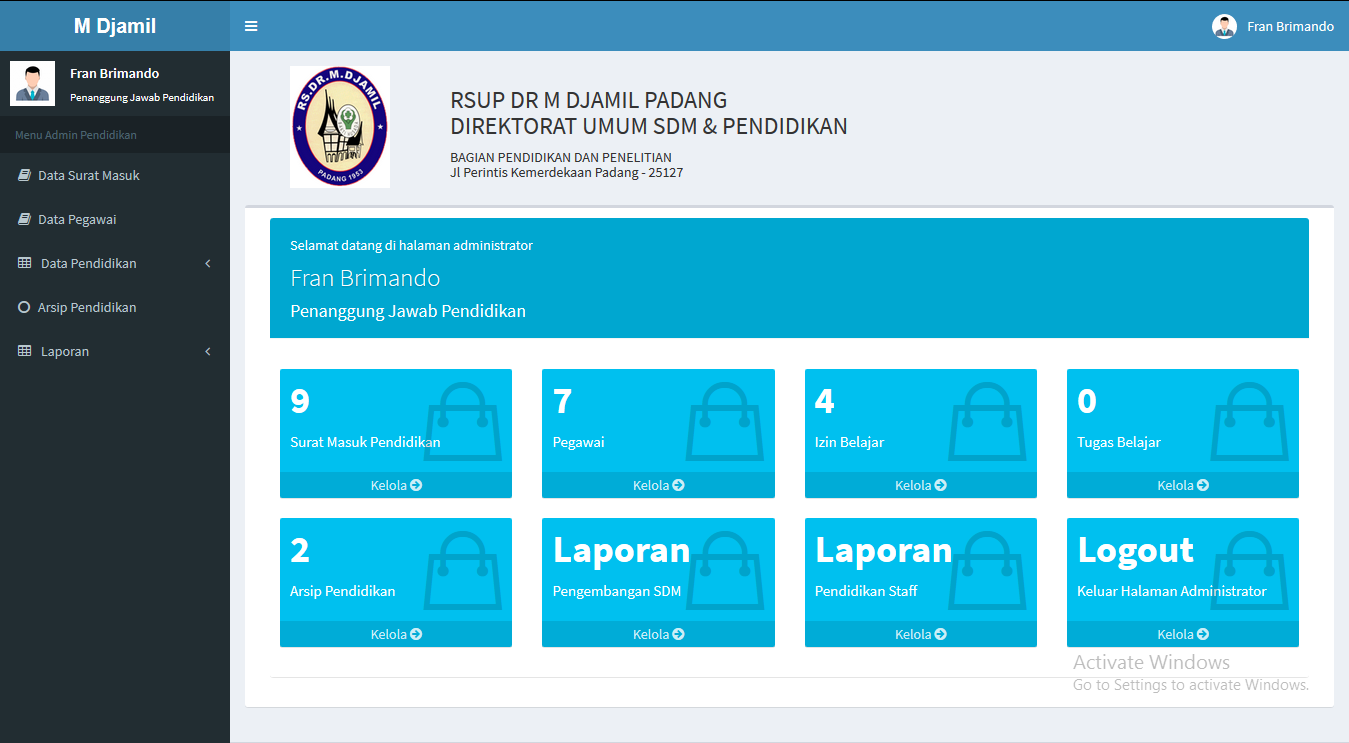 M Djamil
Fran Brimando
Fran Brimando
Penanggung Jawab Pendidikan
Menu Admin Pendidikan
Data Surat Masuk
Data Pegawai
Data Pendidikan
Arsip Pendidikan
Laporan
RS.DR.M.DJAMIL
PADANG 1953
RSUP DR M DJAMIL PADANG
DIREKTORAT UMUM SDM & PENDIDIKAN
BAGIAN PENDIDIKAN DAN PENELITIAN
Jl Perintis Kemerdekaan Padang - 25127
Selamat datang di halaman administrator
Fran Brimando
Penanggung Jawab Pendidikan
9
Surat Masuk Pendidikan
Kelola
7
Pegawai
Kelola
4
Izin Belajar
Kelola
0
Tugas Belajar
Kelola
2
Arsip Pendidikan
Kelola
Laporan
Pengembangan SDM
Kelola
Laporan
Pendidikan Staff
Kelola
Logout
Keluar Halaman Administrator
Kelola
Activate Windows
Go to Settings to activate Windows.